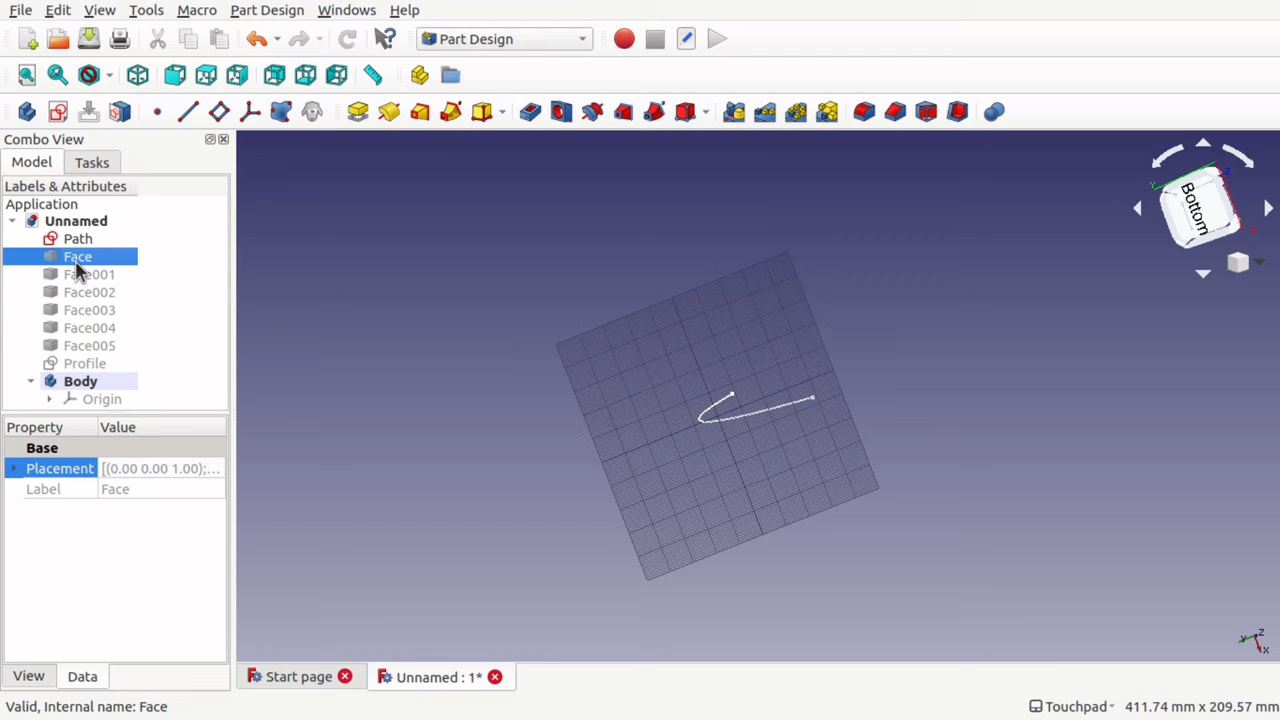 File Edit View Tools Macro Part Design Windows Help
Part Design
Combo View
Model Tasks
Labels & Attributes
Application
Unnamed
Path
Face
Face001
Face002
Face003
Face004
Face005
Profile
Body
Origin
Property Value
Base
Placement [(0.00 0.00 1.00);...
Label Face
View Data
Bottom
Y
Z
X
Y
Z
X
Start page
Unnamed : 1*
Valid, Internal name: Face
Touchpad
411.74 mm x 209.57 mm